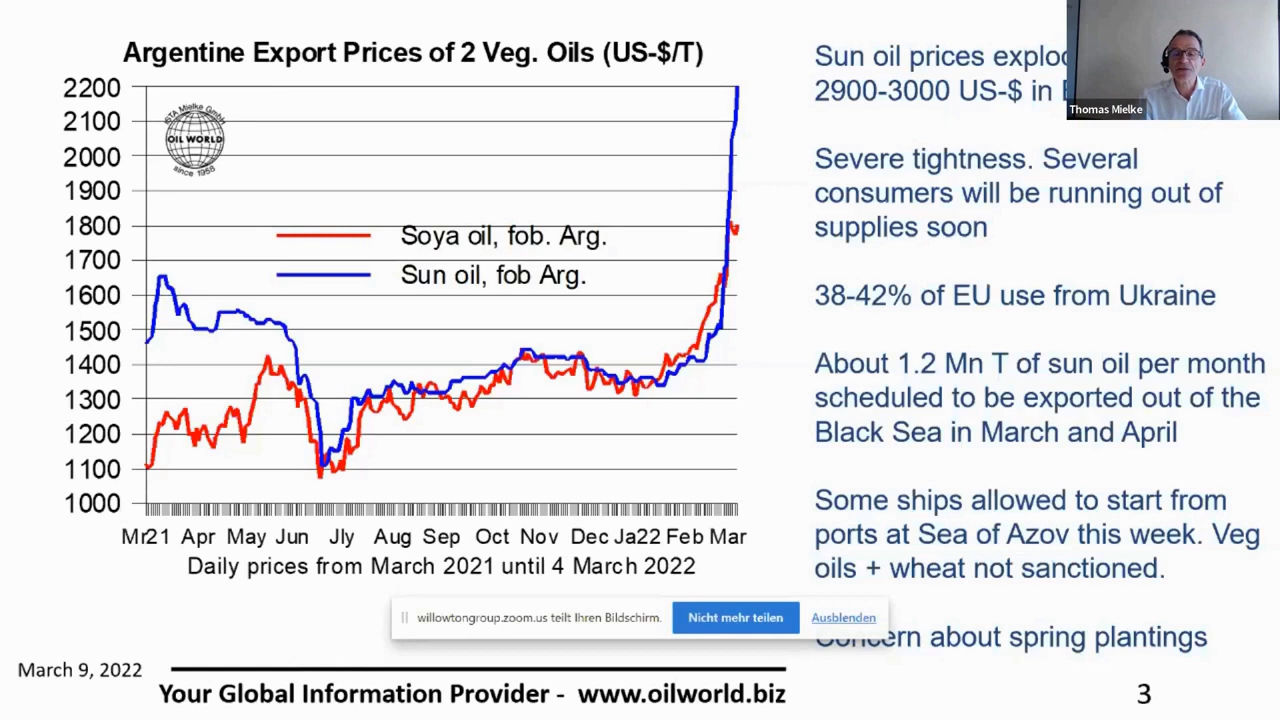 Argentine Export Prices of 2 Veg. Oils (US-$/T)
2200
2100
2000
1900
1800
1700
1600
1500
1400
1300
1200
1100
1000
ISTA Mielke GmbH
OIL WORLD
since 1958
Soya oil, fob. Arg.
Sun oil, fob Arg.
Mr21 Apr May Jun Jly Aug Sep Oct Nov Dec Ja22 Feb Mar
Daily prices from March 2021 until 4 March 2022
Sun oil prices
2900-3000 US-$ in
Thomas Mielke
Severe tightness. Several
consumers will be running out of
supplies soon
38-42% of EU use from Ukraine
About 1.2 Mn T of sun oil per month
scheduled to be exported out of the
Black Sea in March and April
Some ships allowed to start from
ports at Sea of Azov this week. Veg
oils + wheat not sanctioned.
Concern about spring plantings
willowtongroup.zoom.us teilt Ihren Bildschirm.
Nicht mehr teilen
Ausblenden
March 9, 2022
Your Global Information Provider - www.oilworld.biz
3